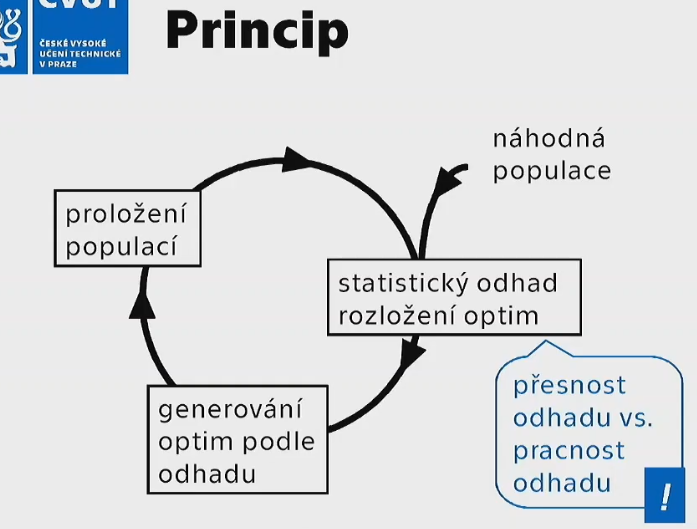 ČVUT
ČESKÉ VYSOKÉ
UČENÍ TECHNICKÉ
V PRAZE
Princip
náhodná
populace
proložení
populací
statistický odhad
rozložení optim
generování
optim podle
odhadu
přesnost
odhadu vs.
pracnost
odhadu
!